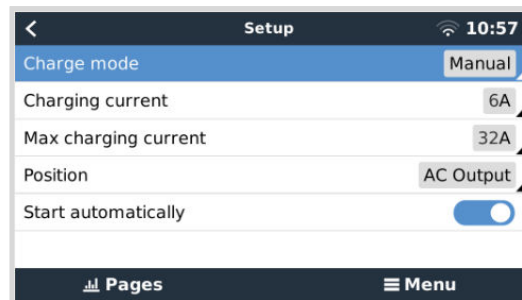 Setup 10:57
Charge mode Manual
Charging current 6A
Max charging current 32A
Position AC Output
Start automatically
Pages Menu